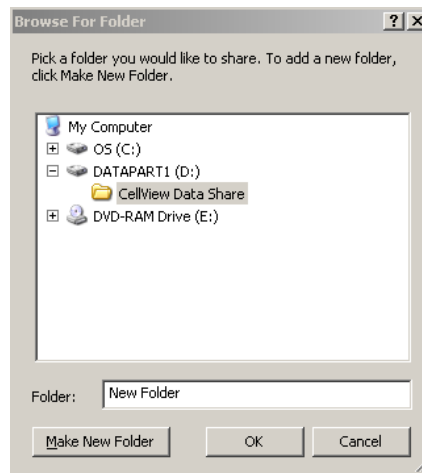 Browse For Folder
Pick a folder you would like to share. To add a new folder,
click Make New Folder.
My Computer
OS (C:)
DATAPART1 (D:)
CellView Data Share
DVD-RAM Drive (E:)
Folder: New Folder
Make New Folder OK Cancel